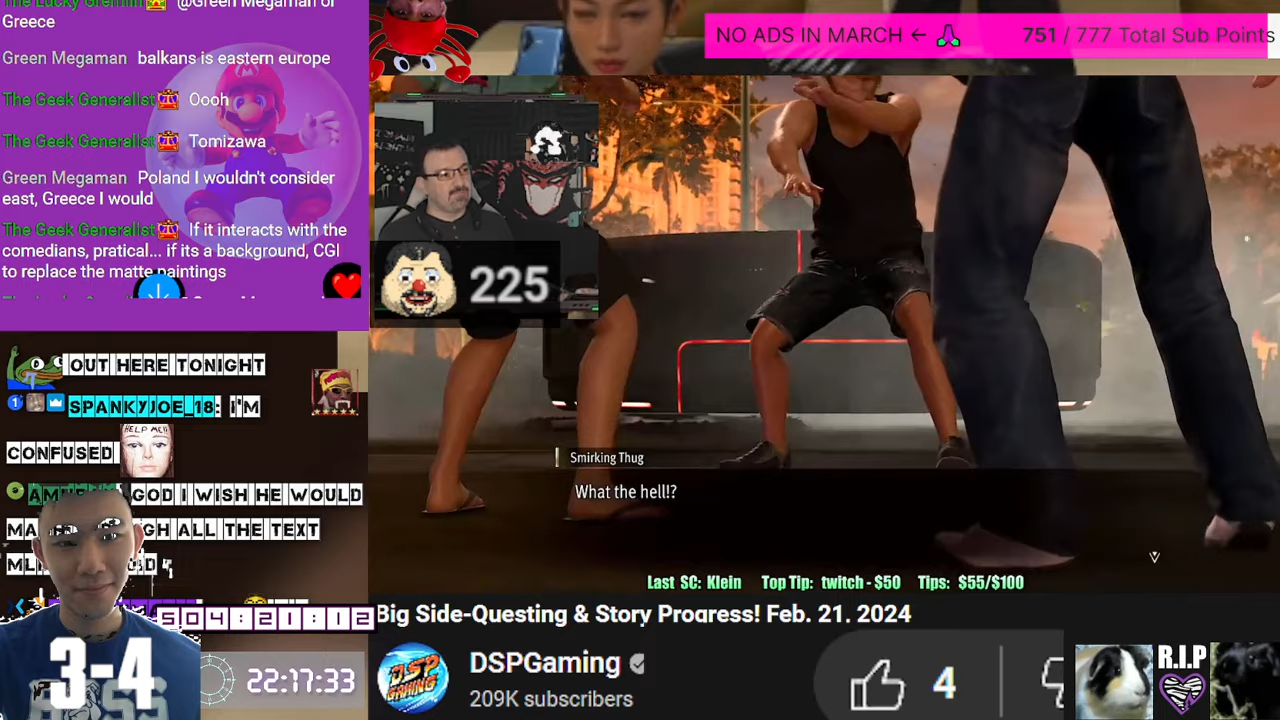 The Lucky Gremlin @Green Megaman or
Greece
Green Megaman balkans is eastern europe
The Geek Generalist Oooh
The Geek Generalist Tomizawa
Green Megaman Poland I wouldn't consider
east, Greece I would
The Geek Generalist If it interacts with the
comedians, pratical... if its a background, CGI
to replace the matte paintings
OUT HERE TONIGHT
SPANKYJOE_18: I'M
CONFUSED
HELP ME!!
GOD I WISH HE WOULD
ALL THE TEXT
504:21:12
3-4
22:17:33
NO ADS IN MARCH ← 751 / 777 Total Sub Points
225
Smirking Thug
What the hell!?
Last SC: Klein Top Tip: twitch - $50 Tips: $55/$100
Big Side-Questing & Story Progress! Feb. 21. 2024
DSP GAMING
DSPGaming
209K subscribers
4
R.I.P